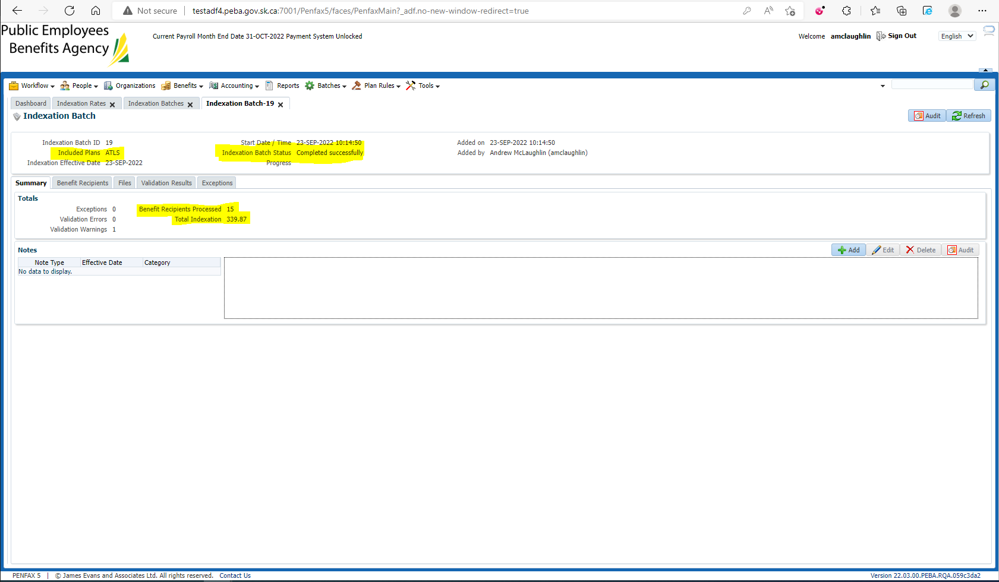 Not secure | testadf4.peba.gov.sk.ca:7001/Penfax5/faces/PenfaxMain?_adf.no-new-window-redirect=true
Public Employees
Benefits Agency
Current Payroll Month End Date 31-OCT-2022 Payment System Unlocked
Welcome amclaughlin Sign Out English
Workflow People Organizations Benefits Accounting Reports Batches Plan Rules Tools
Dashboard Indexation Rates Indexation Batches Indexation Batch-19
Indexation Batch
Audit Refresh
Indexation Batch ID 19 Start Date / Time 23-SEP-2022 10:14:50 Added on 23-SEP-2022 10:14:50
Included Plans ATLS Indexation Batch Status Completed successfully Added by Andrew McLaughlin (amclaughlin)
Indexation Effective Date 23-SEP-2022 Progress
Summary Benefit Recipients Files Validation Results Exceptions
Totals
Exceptions 0 Benefit Recipients Processed 15
Validation Errors 0 Total Indexation 339.87
Validation Warnings 1
Notes
Add Edit Delete Audit
Note Type Effective Date Category
No data to display.
PENFAX 5 | © James Evans and Associates Ltd. All rights reserved. Contact Us
Version 22.03.00.PEBA.RQA.059c3da2